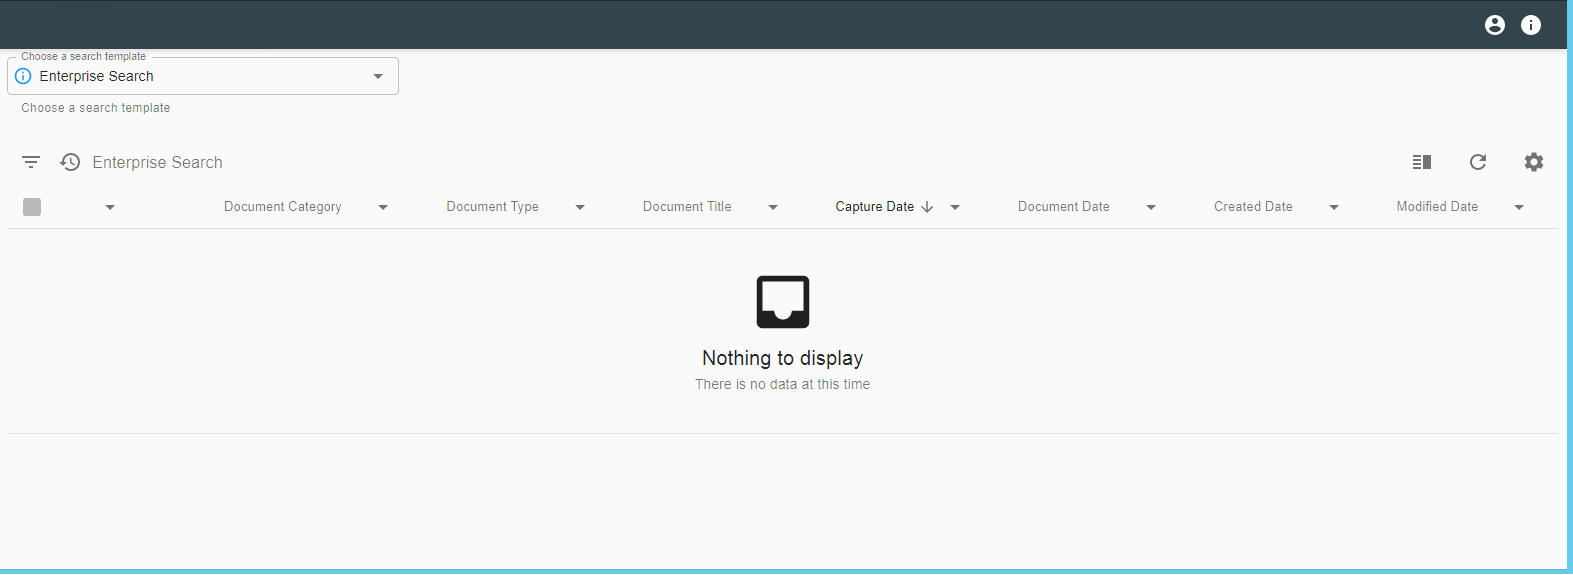 Choose a search template
Enterprise Search
Choose a search template
Enterprise Search
Document Category Document Type Document Title Capture Date Document Date Created Date Modified Date
Nothing to display
There is no data at this time